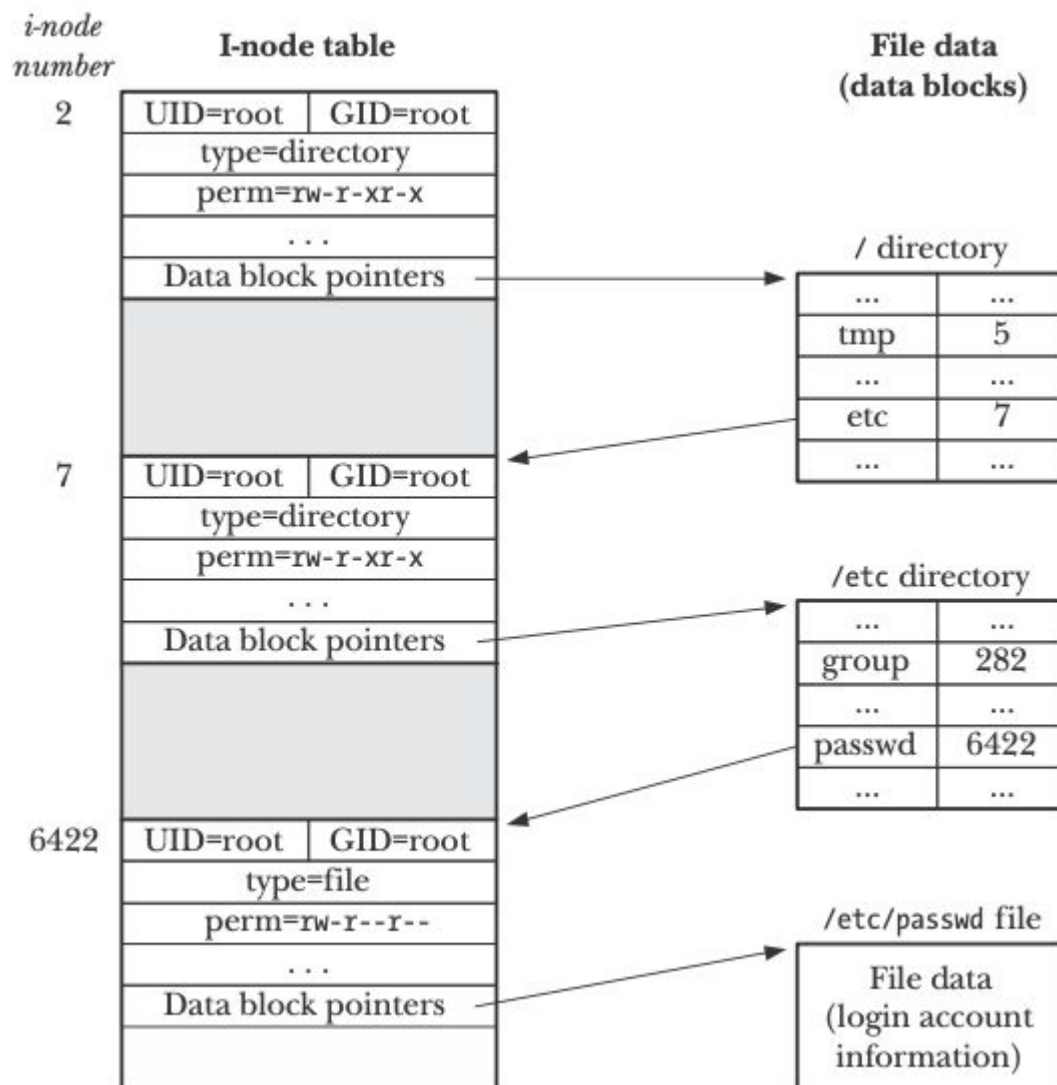 i-node
number
I-node table
File data
(data blocks)
2
UID=root GID=root
type=directory
perm=rw-r-xr-x
. . .
Data block pointers
/ directory
... ...
tmp 5
... ...
etc 7
... ...
7
UID=root GID=root
type=directory
perm=rw-r-xr-x
. . .
Data block pointers
/etc directory
... ...
group 282
... ...
passwd 6422
... ...
6422
UID=root GID=root
type=file
perm=rw-r--r--
. . .
Data block pointers
/etc/passwd file
File data
(login account
information)